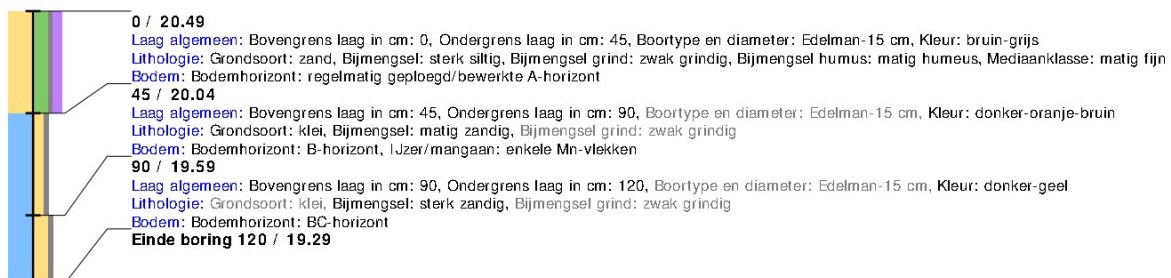 0 / 20.49
Laag algemeen: Bovengrens laag in cm: 0, Ondergrens laag in cm: 45, Boortype en diameter: Edelman-15 cm, Kleur: bruin-grijs
Lithologie: Grondsoort: zand, Bijmengsel: sterk siltig, Bijmengsel grind: zwak grindig, Bijmengsel humus: matig humeus, Mediaanklasse: matig fijn
Bodem: Bodemhorizont: regelmatig geploegd/bewerkte A-horizont
45 / 20.04
Laag algemeen: Bovengrens laag in cm: 45, Ondergrens laag in cm: 90, Boortype en diameter: Edelman-15 cm, Kleur: donker-oranje-bruin
Lithologie: Grondsoort: klei, Bijmengsel: matig zandig, Bijmengsel grind: zwak grindig
Bodem: Bodemhorizont: B-horizont, IJzer/mangaan: enkele Mn-vlekken
90 / 19.59
Laag algemeen: Bovengrens laag in cm: 90, Ondergrens laag in cm: 120, Boortype en diameter: Edelman-15 cm, Kleur: donker-geel
Lithologie: Grondsoort: klei, Bijmengsel: sterk zandig, Bijmengsel grind: zwak grindig
Bodem: Bodemhorizont: BC-horizont
Einde boring 120 / 19.29